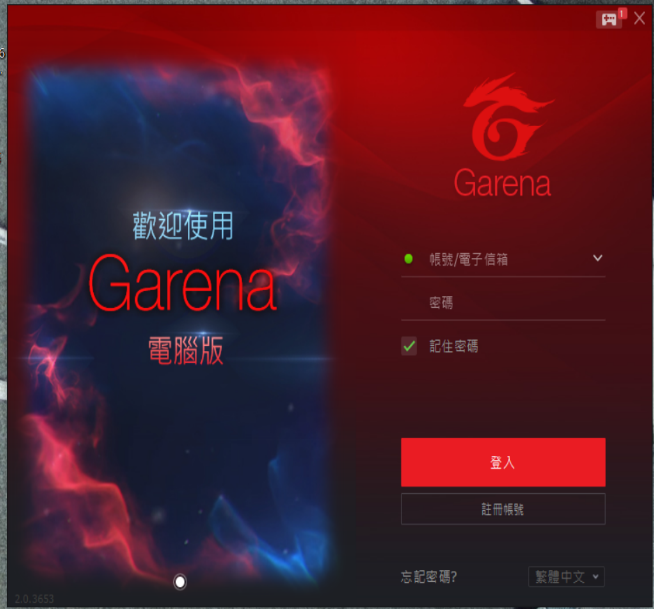 1
歡迎使用
Garena
電腦版
Garena
帳號/電子信箱
密碼
記住密碼
登入
註冊帳號
忘記密碼?
繁體中文
2.0.3653